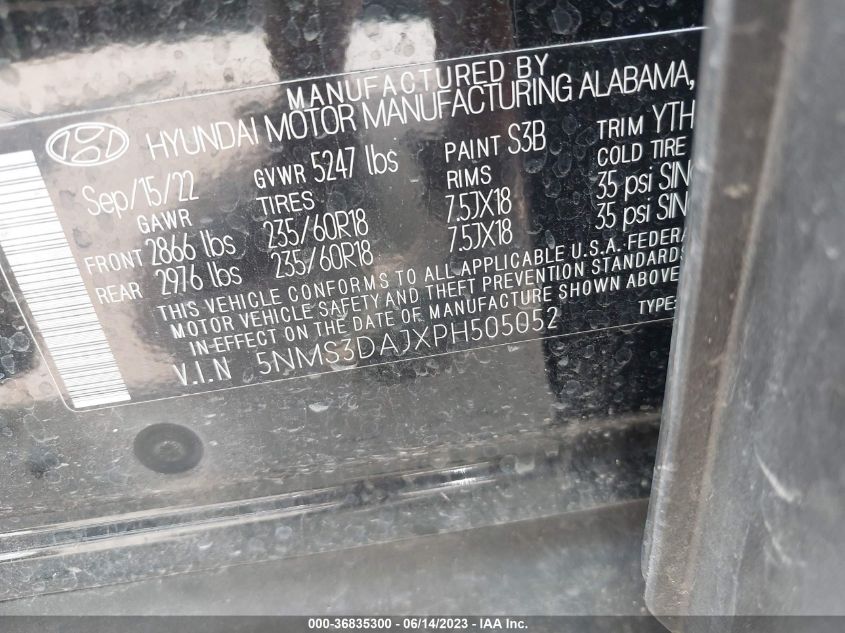 MANUFACTURED BY
HYUNDAI MOTOR MANUFACTURING ALABAMA,
Sep/15/22 GVWR 5247 lbs PAINT S3B TRIM YTH
GAWR TIRES RIMS COLD TIRE
FRONT 2866 lbs 235/60R18 7.5JX18 35 psi SIN
REAR 2976 lbs 235/60R18 7.5JX18 35 psi SIN
THIS VEHICLE CONFORMS TO ALL APPLICABLE U.S.A. FEDERA
MOTOR VEHICLE SAFETY AND THEFT PREVENTION STANDARDS
IN-EFFECT ON THE DATE OF MANUFACTURE SHOWN ABOVE
V.I.N 5NMS3DAJXPH505052 TYPE:
000-36835300 - 06/14/2023 - IAA Inc.